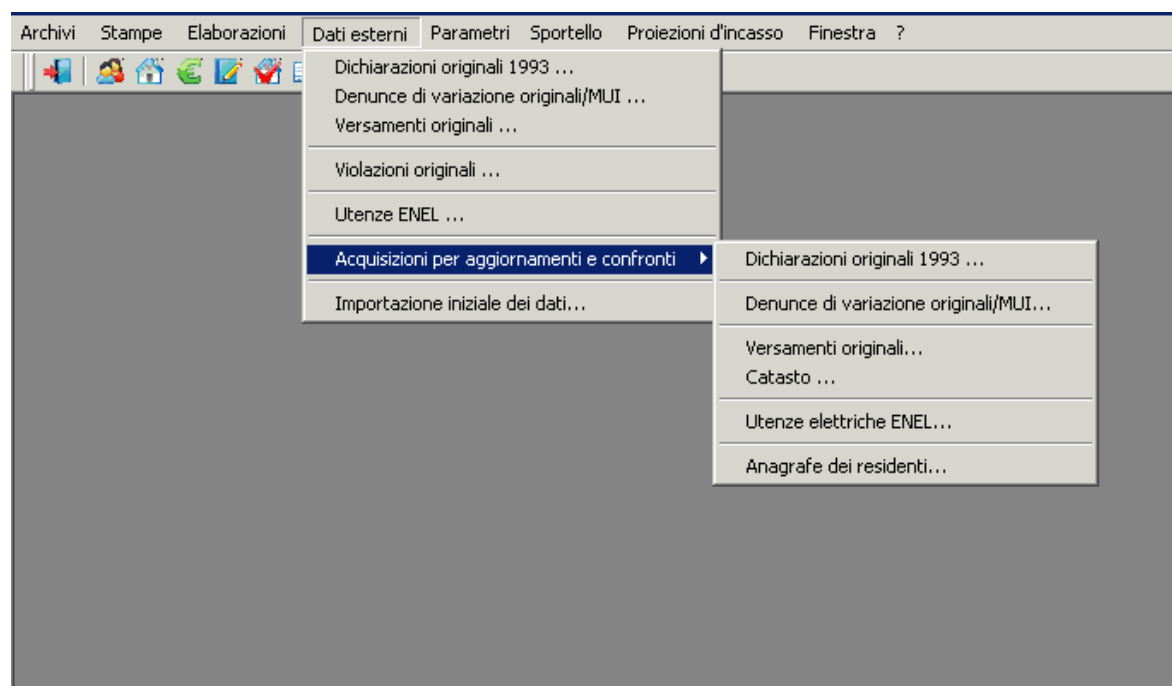 Archivi Stampe Elaborazioni Dati esterni Parametri Sportello Proiezioni d'incasso Finestra ?
Dichiarazioni originali 1993 ...
Denunce di variazione originali/MUI ...
Versamenti originali ...
Violazioni originali ...
Utenze ENEL ...
Acquisizioni per aggiornamenti e confronti
Importazione iniziale dei dati...
Dichiarazioni originali 1993 ...
Denunce di variazione originali/MUI...
Versamenti originali...
Catasto ...
Utenze elettriche ENEL...
Anagrafe dei residenti...